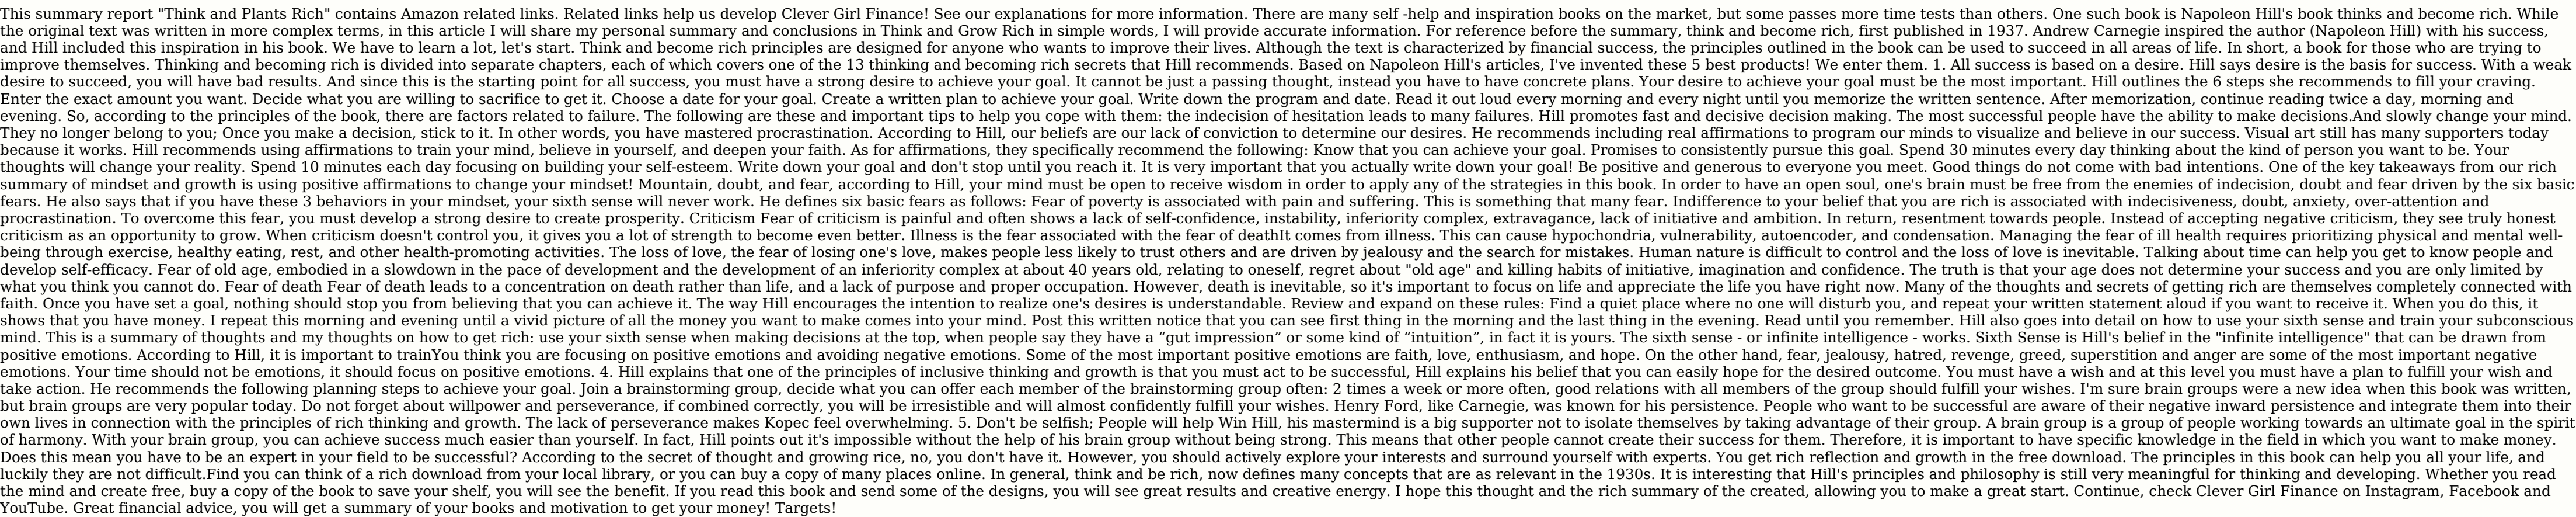 This summary report "Think and Plants Rich" contains Amazon related links. Related links help us develop Clever Girl Finance! See our explanations for more information. There are many self -help and inspiration books on the market, but some passes more time tests than others. One such book is Napoleon Hill's book thinks and become rich. While
the original text was written in more complex terms, in this article I will share my personal summary and conclusions in Think and Grow Rich in simple words, I will provide accurate information. For reference before the summary, think and become rich, first published in 1937. Andrew Carnegie inspired the author (Napoleon Hill) with his success,
and Hill included this inspiration in his book. We have to learn a lot, let's start. Think and become rich principles are designed for anyone who wants to improve their lives. Although the text is characterized by financial success, the principles outlined in the book can be used to succeed in all areas of life. In short, a book for those who are trying to
improve themselves. Thinking and becoming rich is divided into separate chapters, each of which covers one of the 13 thinking and becoming rich secrets that Hill recommends. Based on Napoleon Hill's articles, I've invented these 5 best products! We enter them. 1. All success is based on a desire. Hill says desire is the basis for success. With a weak
desire to succeed, you will have bad results. And since this is the starting point for all success, you must have a strong desire to achieve your goal. It cannot be just a passing thought, instead you have to have concrete plans. Your desire to achieve your goal must be the most important. Hill outlines the 6 steps she recommends to fill your craving.
Enter the exact amount you want. Decide what you are willing to sacrifice to get it. Choose a date for your goal. Create a written plan to achieve your goal. Write down the program and date. Read it out loud every morning and every night until you memorize the written sentence. After memorization, continue reading twice a day, morning and
evening. So, according to the principles of the book, there are factors related to failure. The following are these and important tips to help you cope with them: the indecision of hesitation leads to many failures. Hill promotes fast and decisive decision making. The most successful people have the ability to make decisions.And slowly change your mind.
They no longer belong to you; Once you make a decision, stick to it. In other words, you have mastered procrastination. According to Hill, our beliefs are our lack of conviction to determine our desires. He recommends including real affirmations to program our minds to visualize and believe in our success. Visual art still has many supporters today
because it works. Hill recommends using affirmations to train your mind, believe in yourself, and deepen your faith. As for affirmations, they specifically recommend the following: Know that you can achieve your goal. Promises to consistently pursue this goal. Spend 30 minutes every day thinking about the kind of person you want to be. Your
thoughts will change your reality. Spend 10 minutes each day focusing on building your self-esteem. Write down your goal and don't stop until you reach it. It is very important that you actually write down your goal! Be positive and generous to everyone you meet. Good things do not come with bad intentions. One of the key takeaways from our rich
summary of mindset and growth is using positive affirmations to change your mindset! Mountain, doubt, and fear, according to Hill, your mind must be open to receive wisdom in order to apply any of the strategies in this book. In order to have an open soul, one's brain must be free from the enemies of indecision, doubt and fear driven by the six basic
fears. He also says that if you have these 3 behaviors in your mindset, your sixth sense will never work. He defines six basic fears as follows: Fear of poverty is associated with pain and suffering. This is something that many fear. Indifference to your belief that you are rich is associated with indecisiveness, doubt, anxiety, over-attention and
procrastination. To overcome this fear, you must develop a strong desire to create prosperity. Criticism Fear of criticism is painful and often shows a lack of self-confidence, instability, inferiority complex, extravagance, lack of initiative and ambition. In return, resentment towards people. Instead of accepting negative criticism, they see truly honest
criticism as an opportunity to grow. When criticism doesn't control you, it gives you a lot of strength to become even better. Illness is the fear associated with the fear of deathIt comes from illness. This can cause hypochondria, vulnerability, autoencoder, and condensation. Managing the fear of ill health requires prioritizing physical and mental well-
being through exercise, healthy eating, rest, and other health-promoting activities. The loss of love, the fear of losing one's love, makes people less likely to trust others and are driven by jealousy and the search for mistakes. Human nature is difficult to control and the loss of love is inevitable. Talking about time can help you get to know people and
develop self-efficacy. Fear of old age, embodied in a slowdown in the pace of development and the development of an inferiority complex at about 40 years old, relating to oneself, regret about "old age" and killing habits of initiative, imagination and confidence. The truth is that your age does not determine your success and you are only limited by
what you think you cannot do. Fear of death Fear of death leads to a concentration on death rather than life, and a lack of purpose and proper occupation. However, death is inevitable, so it's important to focus on life and appreciate the life you have right now. Many of the thoughts and secrets of getting rich are themselves completely connected with
faith. Once you have set a goal, nothing should stop you from believing that you can achieve it. The way Hill encourages the intention to realize one's desires is understandable. Review and expand on these rules: Find a quiet place where no one will disturb you, and repeat your written statement aloud if you want to receive it. When you do this, it
shows that you have money. I repeat this morning and evening until a vivid picture of all the money you want to make comes into your mind. Post this written notice that you can see first thing in the morning and the last thing in the evening. Read until you remember. Hill also goes into detail on how to use your sixth sense and train your subconscious
mind. This is a summary of thoughts and my thoughts on how to get rich: use your sixth sense when making decisions at the top, when people say they have a “gut impression” or some kind of “intuition”, in fact it is yours. The sixth sense - or infinite intelligence - works. Sixth Sense is Hill's belief in the "infinite intelligence" that can be drawn from
positive emotions. According to Hill, it is important to trainYou think you are focusing on positive emotions and avoiding negative emotions. Some of the most important positive emotions are faith, love, enthusiasm, and hope. On the other hand, fear, jealousy, hatred, revenge, greed, superstition and anger are some of the most important negative
emotions. Your time should not be emotions, it should focus on positive emotions. 4. Hill explains that one of the principles of inclusive thinking and growth is that you must act to be successful, Hill explains his belief that you can easily hope for the desired outcome. You must have a wish and at this level you must have a plan to fulfill your wish and
take action. He recommends the following planning steps to achieve your goal. Join a brainstorming group, decide what you can offer each member of the brainstorming group often: 2 times a week or more often, good relations with all members of the group should fulfill your wishes. I'm sure brain groups were a new idea when this book was written,
but brain groups are very popular today. Do not forget about willpower and perseverance, if combined correctly, you will be irresistible and will almost confidently fulfill your wishes. Henry Ford, like Carnegie, was known for his persistence. People who want to be successful are aware of their negative inward persistence and integrate them into their
own lives in connection with the principles of rich thinking and growth. The lack of perseverance makes Kopec feel overwhelming. 5. Don't be selfish; People will help Win Hill, his mastermind is a big supporter not to isolate themselves by taking advantage of their group. A brain group is a group of people working towards an ultimate goal in the spirit
of harmony. With your brain group, you can achieve success much easier than yourself. In fact, Hill points out it's impossible without the help of his brain group without being strong. This means that other people cannot create their success for them. Therefore, it is important to have specific knowledge in the field in which you want to make money.
Does this mean you have to be an expert in your field to be successful? According to the secret of thought and growing rice, no, you don't have it. However, you should actively explore your interests and surround yourself with experts. You get rich reflection and growth in the free download. The principles in this book can help you all your life, and
luckily they are not difficult.Find you can think of a rich download from your local library, or you can buy a copy of many places online. In general, think and be rich, now defines many concepts that are as relevant in the 1930s. It is interesting that Hill's principles and philosophy is still very meaningful for thinking and developing. Whether you read
the mind and create free, buy a copy of the book to save your shelf, you will see the benefit. If you read this book and send some of the designs, you will see great results and creative energy. I hope this thought and the rich summary of the created, allowing you to make a great start. Continue, check Clever Girl Finance on Instagram, Facebook and
YouTube. Great financial advice, you will get a summary of your books and motivation to get your money! Targets!